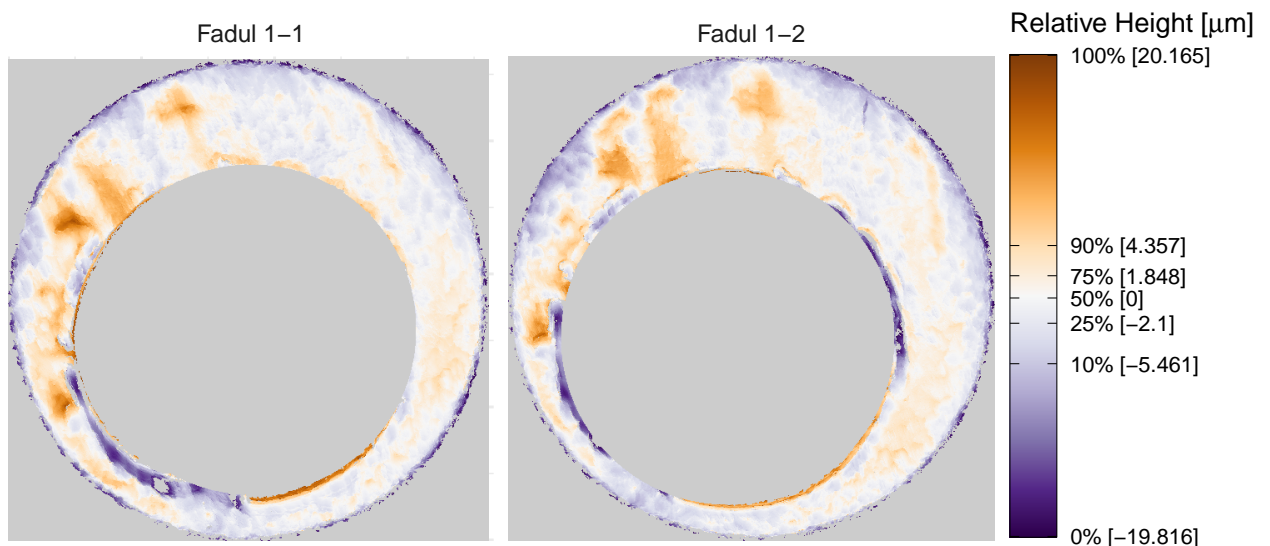 Fadul 1−1
Fadul 1−2
Relative Height [μm]
100% [20.165]
90% [4.357]
75% [1.848]
50% [0]
25% [−2.1]
10% [−5.461]
0% [−19.816]